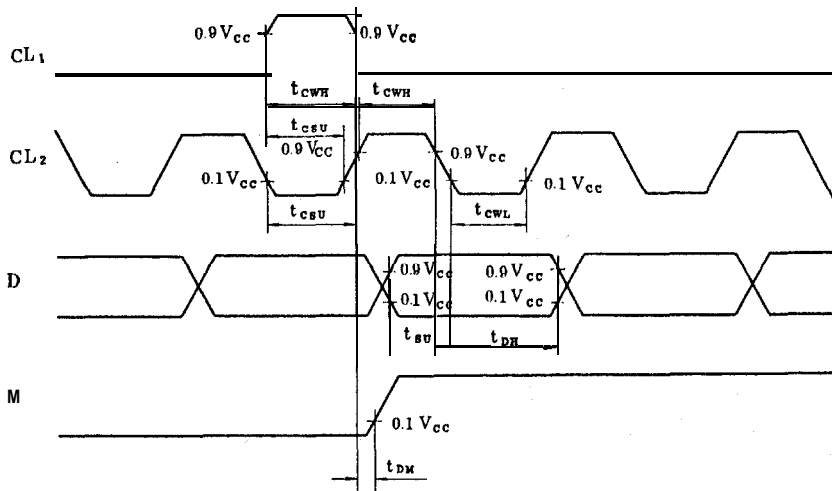 0.9 VCC 0.9 VCC
CL1
tCWH tCWH
tCSU
0.9 VCC 0.9 VCC
CL2
0.1 VCC 0.1 VCC 0.1 VCC
tCSU tCWL
D
0.9 VCC 0.9 VCC
0.1 VCC 0.1 VCC
tSU tDH
M
0.1 VCC
tDM